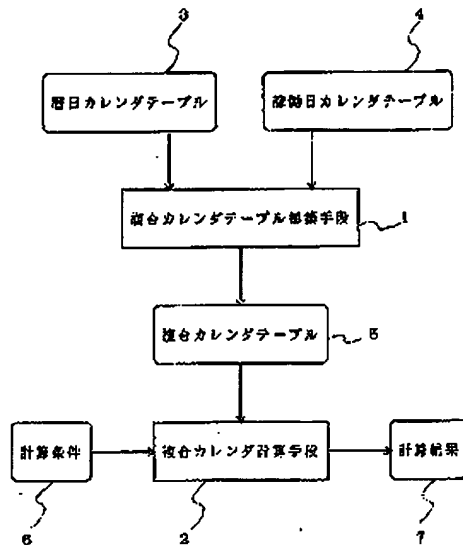 3
4
暦日カレンダテーブル
稼働日カレンダテーブル
複合カレンダテーブル構築手段
1
複合カレンダテーブル
5
計算条件
複合カレンダ計算手段
計算結果
6
2
7